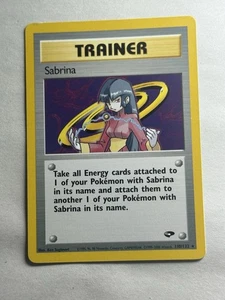 TRAINER
Sabrina
Take all Energy cards attached to
1 of your Pokémon with Sabrina
in its name and attach them to
another 1 of your Pokémon with
Sabrina in its name.